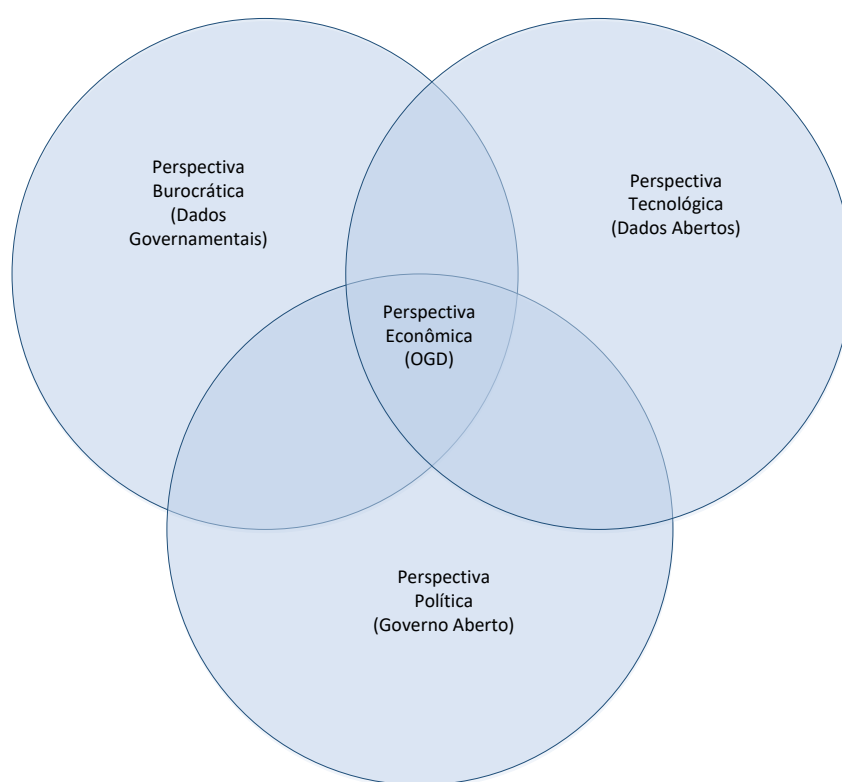 Perspectiva
Burocrática
(Dados
Governamentais)
Perspectiva
Tecnológica
(Dados Abertos)
Perspectiva
Econômica
(OGD)
Perspectiva
Política
(Governo Aberto)